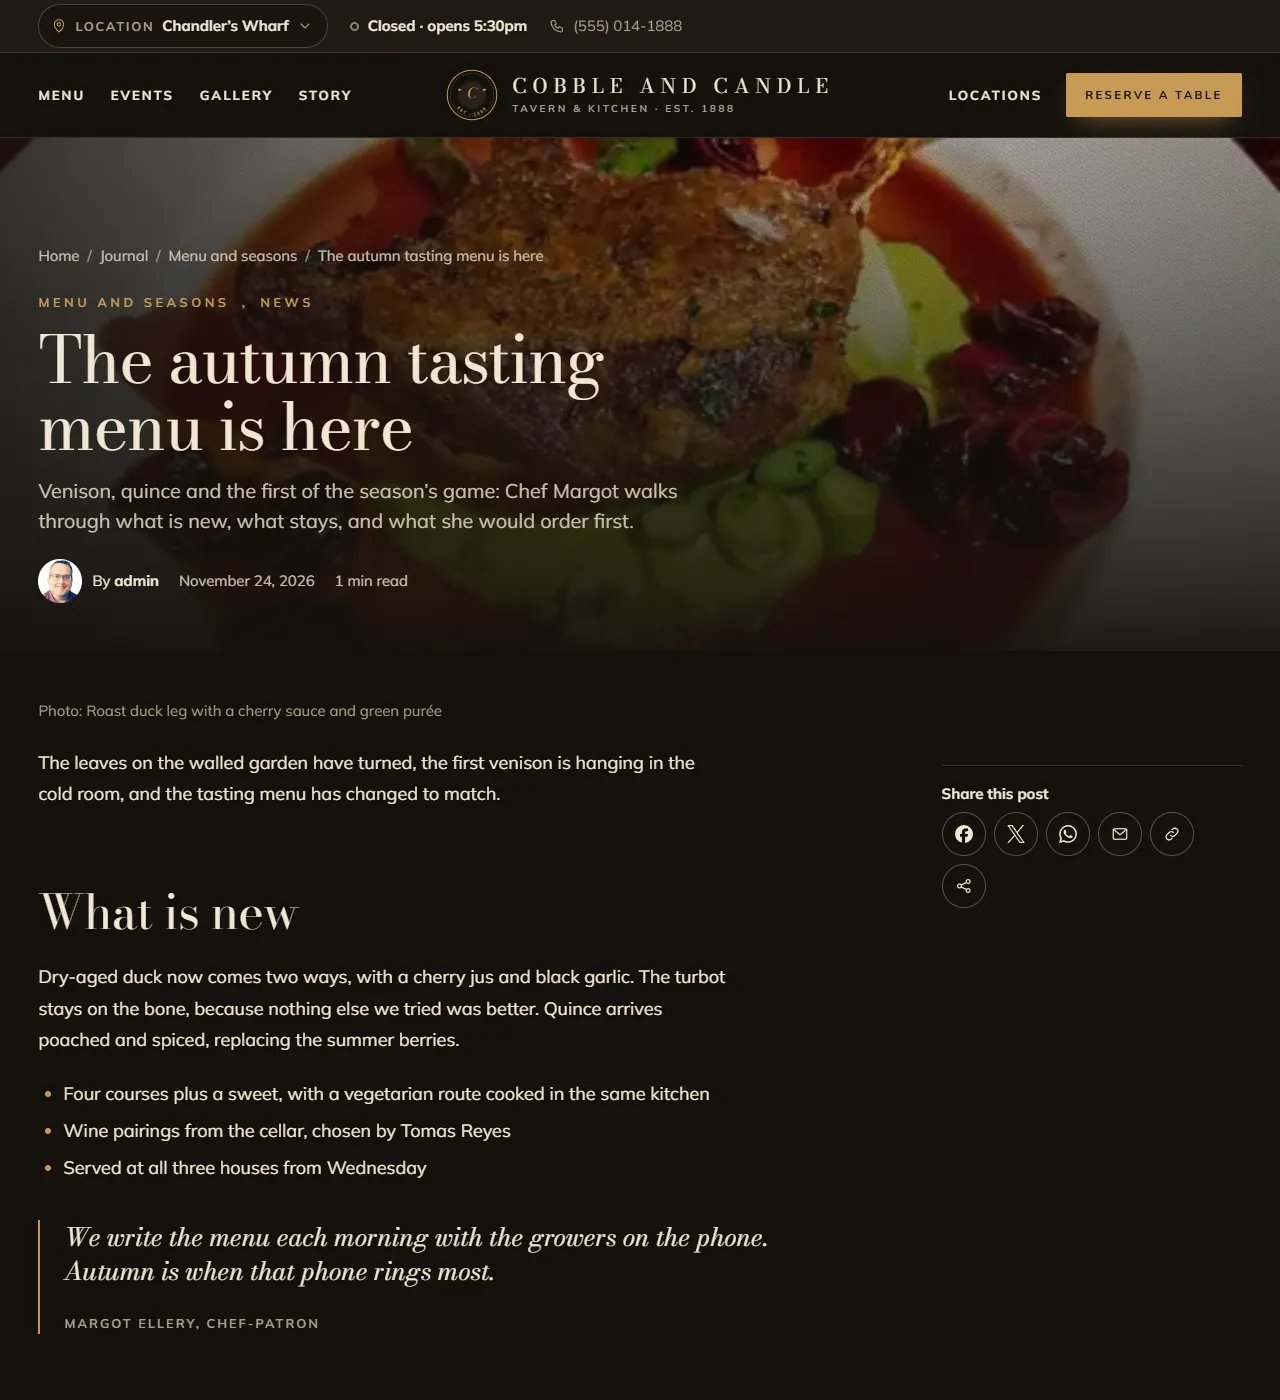 LOCATION Chandler's Wharf
Closed · opens 5:30pm
(555) 014-1888
MENU EVENTS GALLERY STORY
C
COBBLE AND CANDLE
TAVERN & KITCHEN · EST. 1888
LOCATIONS
RESERVE A TABLE
Home / Journal / Menu and seasons / The autumn tasting menu is here
MENU AND SEASONS , NEWS
The autumn tasting
menu is here
Venison, quince and the first of the season’s game: Chef Margot walks
through what is new, what stays, and what she would order first.
By admin November 24, 2026 1 min read
Photo: Roast duck leg with a cherry sauce and green purée
The leaves on the walled garden have turned, the first venison is hanging in the
cold room, and the tasting menu has changed to match.
Share this post
What is new
Dry-aged duck now comes two ways, with a cherry jus and black garlic. The turbot
stays on the bone, because nothing else we tried was better. Quince arrives
poached and spiced, replacing the summer berries.
• Four courses plus a sweet, with a vegetarian route cooked in the same kitchen
• Wine pairings from the cellar, chosen by Tomas Reyes
• Served at all three houses from Wednesday
We write the menu each morning with the growers on the phone.
Autumn is when that phone rings most.
MARGOT ELLERY, CHEF-PATRON